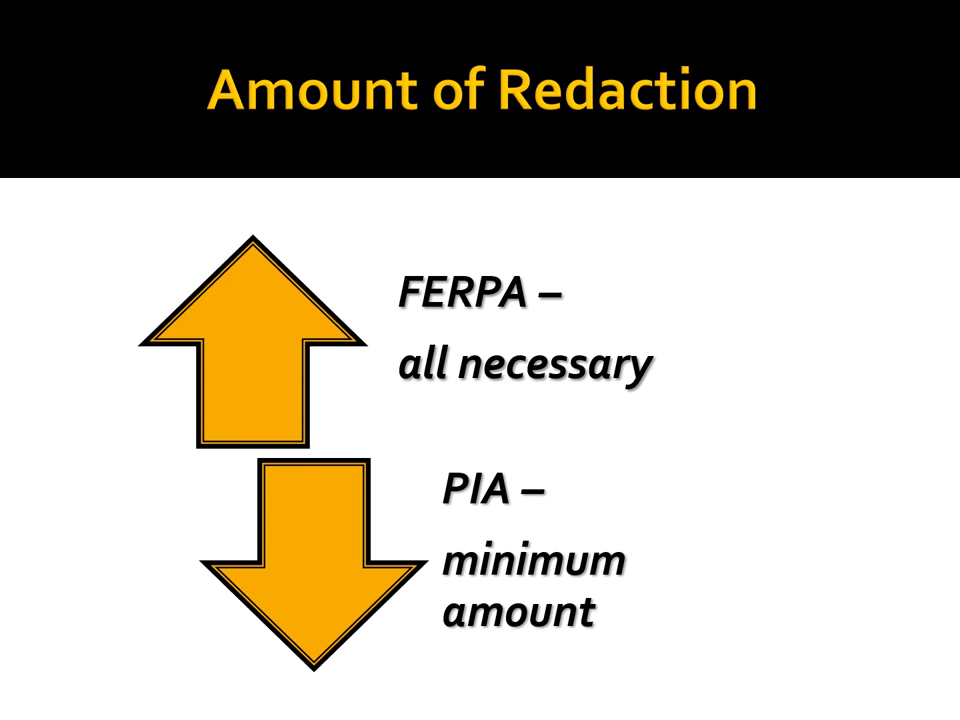 Amount of Redaction
FERPA –
all necessary
PIA –
minimum
amount